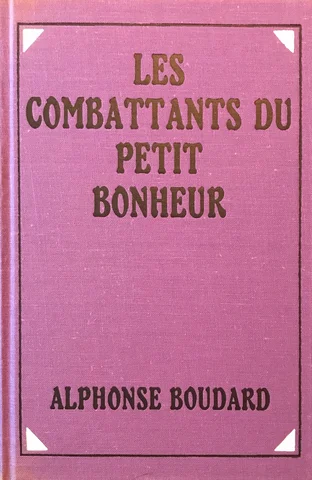 LES
COMBATTANTS DU
PETIT
BONHEUR
ALPHONSE BOUDARD